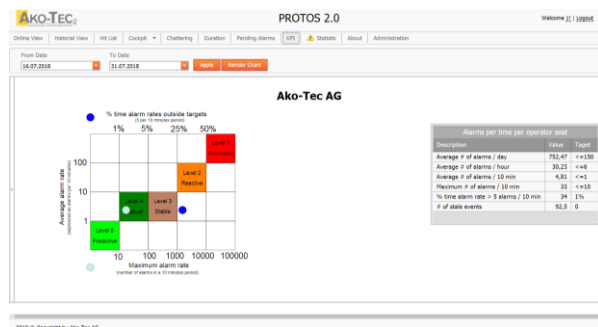 AKO-TEC
PROTOS 2.0
Welcome jj | Logout
Online View
Historical View
Hit List
Cockpit
Chattering
Duration
Pending Alarms
KPI
Statistic
About
Administration
From Date
To Date
16.07.2018
31.07.2018
Apply
Render Chart
Ako-Tec AG
% time alarm rates outside targets
(5 per 10 minutes period)
1% 5% 25% 50%
Level 1
Level 2
Reactive
100
10
1
Average alarm rate
Level 4
Level 3
Stable
Level 5
Predictive
10 100 1000 10000 100000
Maximum alarm rate
(number of alarms in a 10 minutes period)
Alarms per time per operator seat
Description Value Taget
Average # of alarms / day 752,47 <=150
Average # of alarms / hour 30,23 <=6
Average # of alarms / 10 min 4,81 <=1
Maximum # of alarms / 10 min 33 <=10
% time alarm rate > 5 alarms / 10 min 34 1%
# of stale events 92,5 0